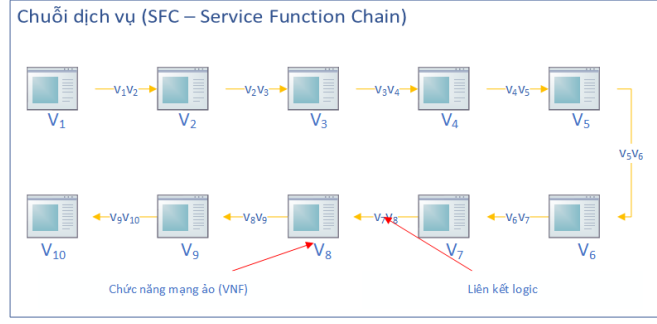 Chuỗi dịch vụ (SFC – Service Function Chain)
v₁v₂ v₂v₃ v₃v₄ v₄v₅
V₁ V₂ V₃ V₄ V₅
v₅v₆
v₉v₁₀ v₈v₉ v₇v₈ v₆v₇
V₁₀ V₉ V₈ V₇ V₆
Chức năng mạng ảo (VNF) Liên kết logic